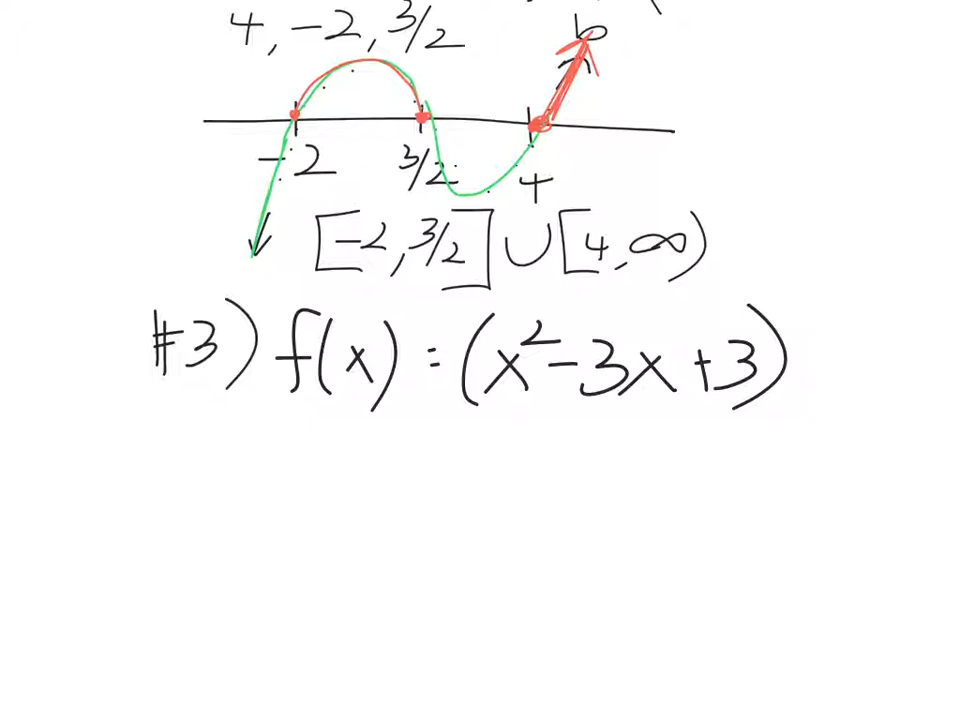 4, -2, 3/2
-2 3/2 4
[-2, 3/2] ∪ [4, ∞)
#3) f(x) = (x² - 3x + 3)